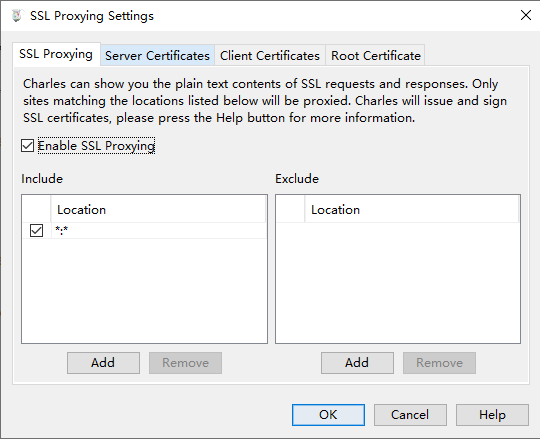 SSL Proxying Settings
SSL Proxying Server Certificates Client Certificates Root Certificate
Charles can show you the plain text contents of SSL requests and responses. Only
sites matching the locations listed below will be proxied. Charles will issue and sign
SSL certificates, please press the Help button for more information.
Enable SSL Proxying
Include Exclude
Location Location
*:*
Add Remove Add Remove
OK Cancel Help